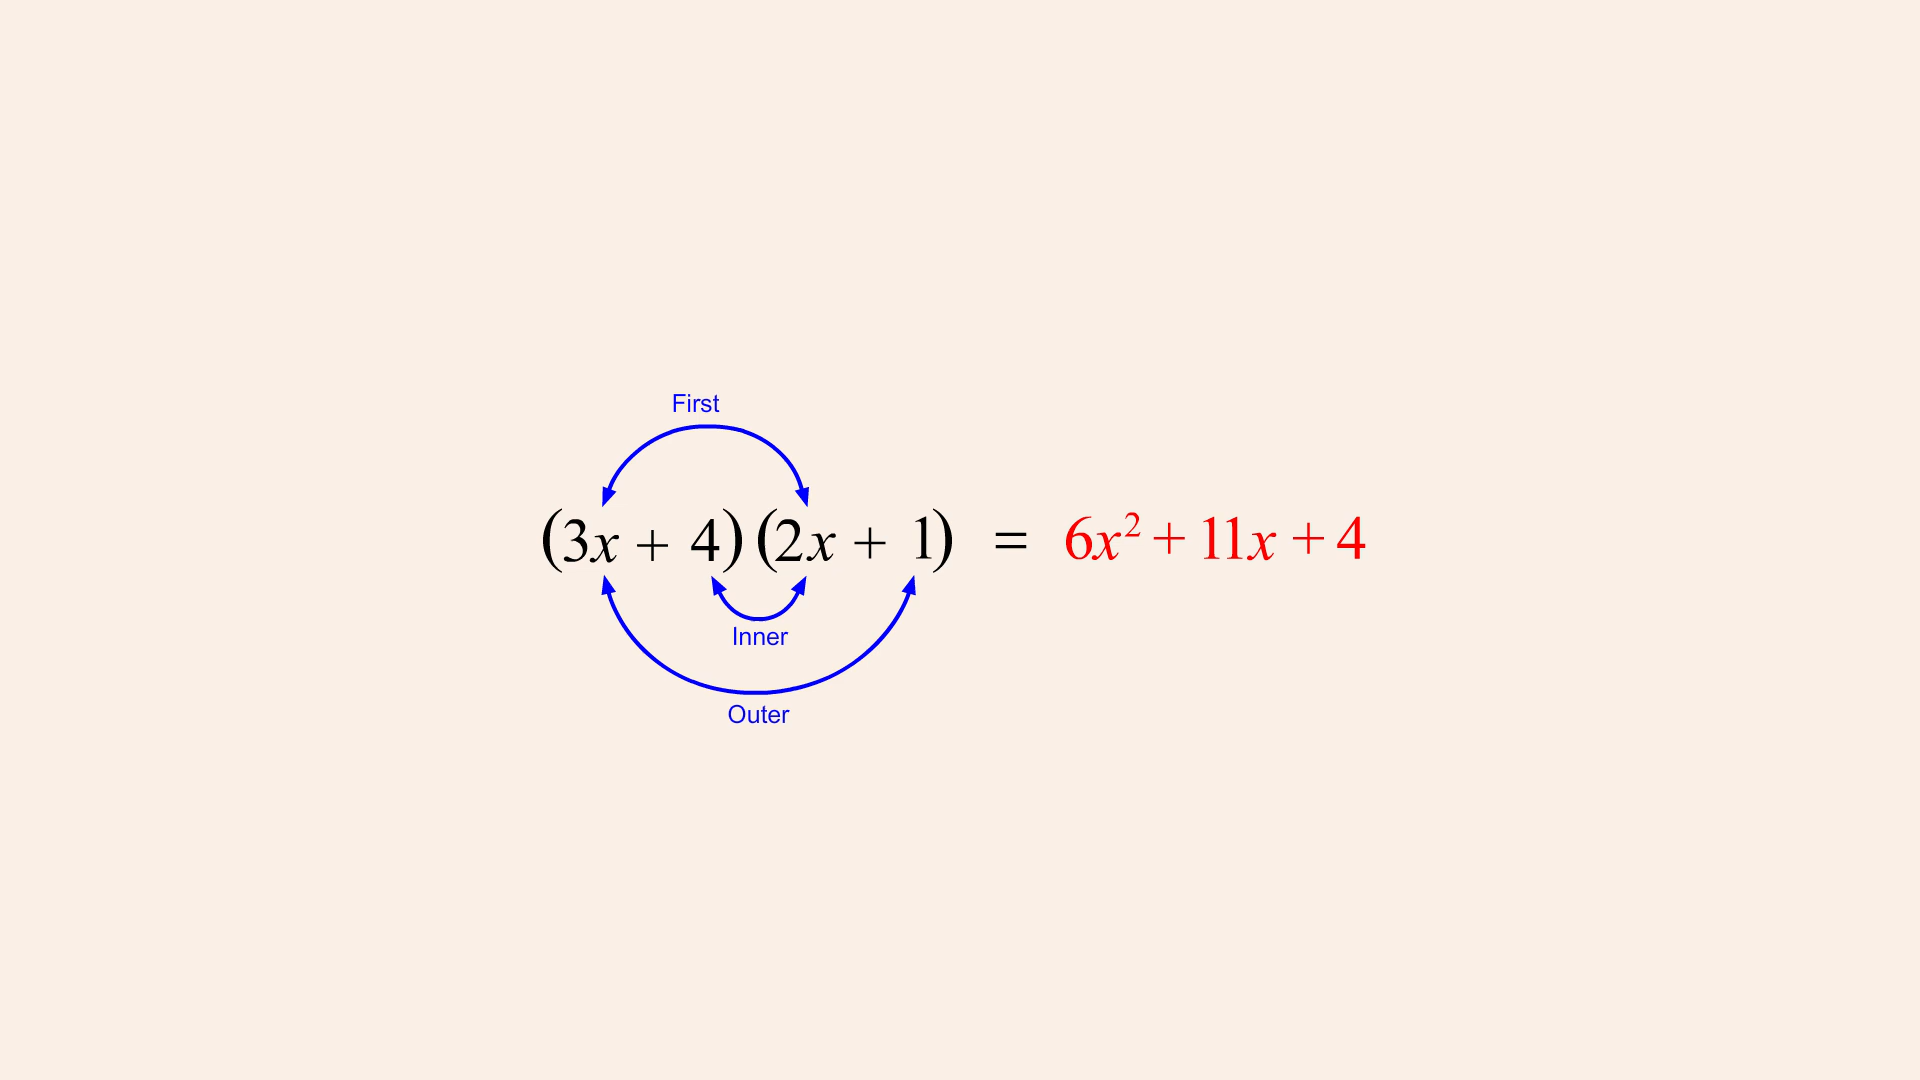 First
(3x + 4)(2x + 1) = 6x² + 11x + 4
Inner
Outer